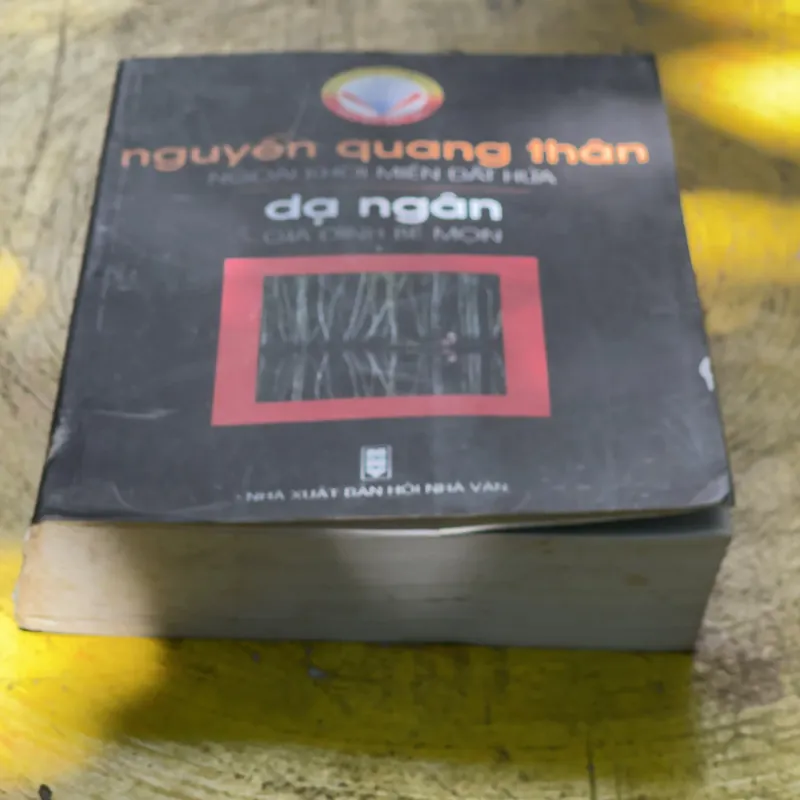 nguyễn quang thân
NGOÀI KHƠI MIỀN ĐẤT HỨA
dạ ngân
GIA ĐÌNH BÉ MỌN
NHÀ XUẤT BẢN HỘI NHÀ VĂN